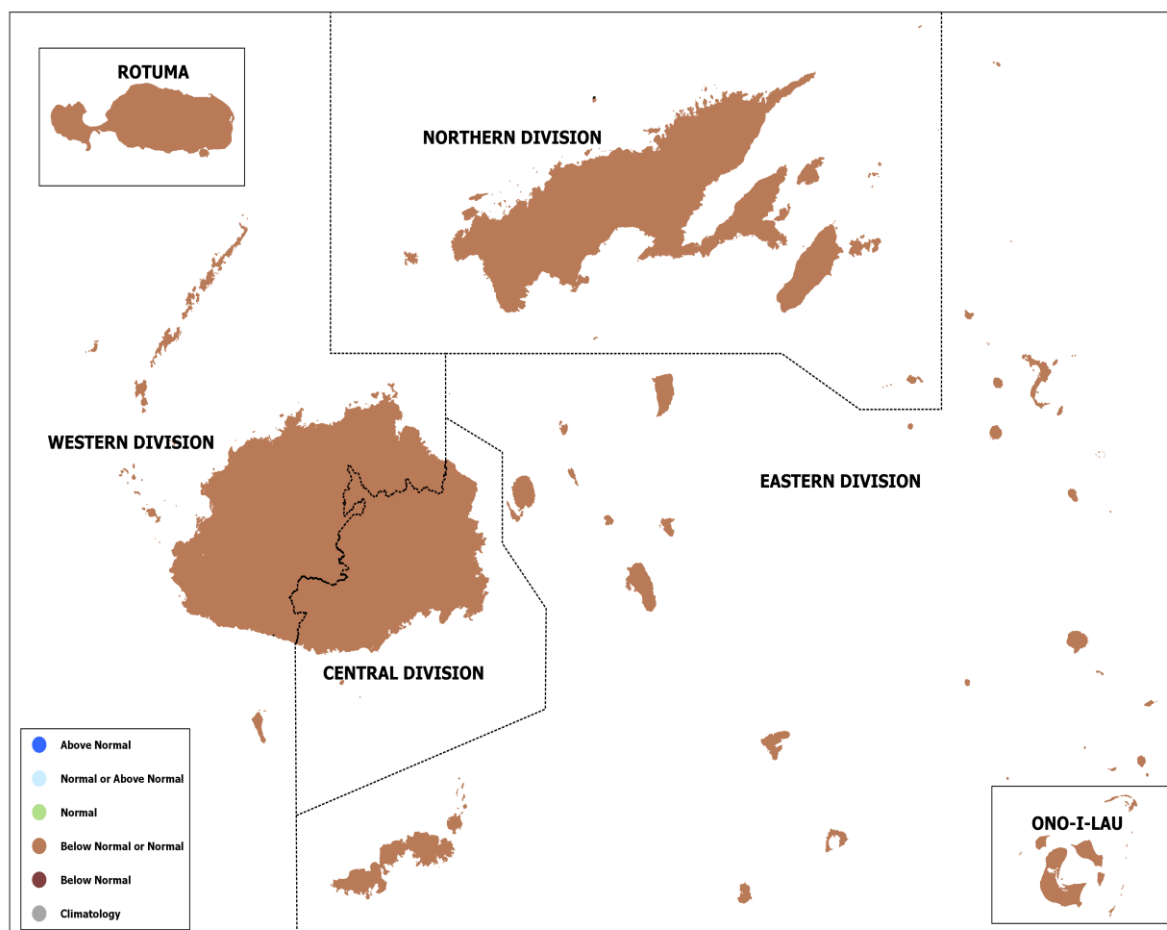 ROTUMA
NORTHERN DIVISION
WESTERN DIVISION
EASTERN DIVISION
CENTRAL DIVISION
Above Normal
Normal or Above Normal
Normal
Below Normal or Normal
Below Normal
Climatology
ONO-I-LAU